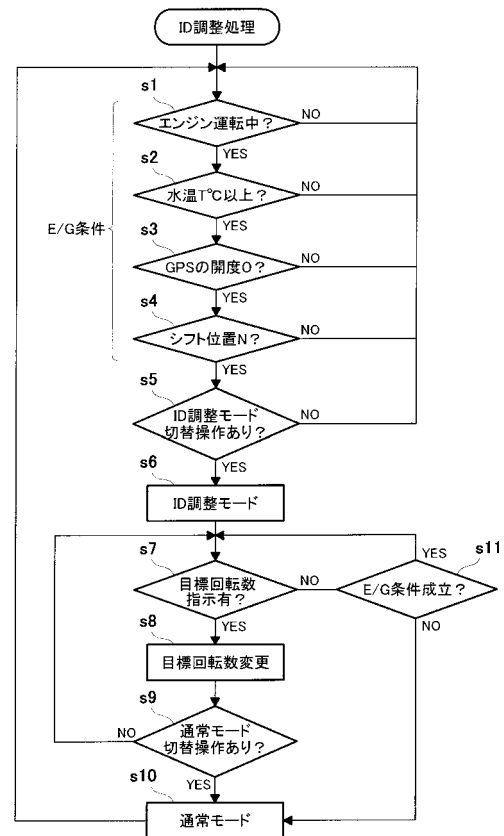 ID調整処理
s1
エンジン運転中？
NO
YES
s2
水温T℃以上？
NO
YES
E/G条件
s3
GPSの開度0？
NO
YES
s4
シフト位置N？
NO
YES
s5
ID調整モード
切替操作あり？
NO
YES
s6
ID調整モード
s7
目標回転数
指示有？
NO
YES
s11
E/G条件成立？
YES
NO
s8
目標回転数変更
s9
通常モード
切替操作あり？
NO
YES
s10
通常モード